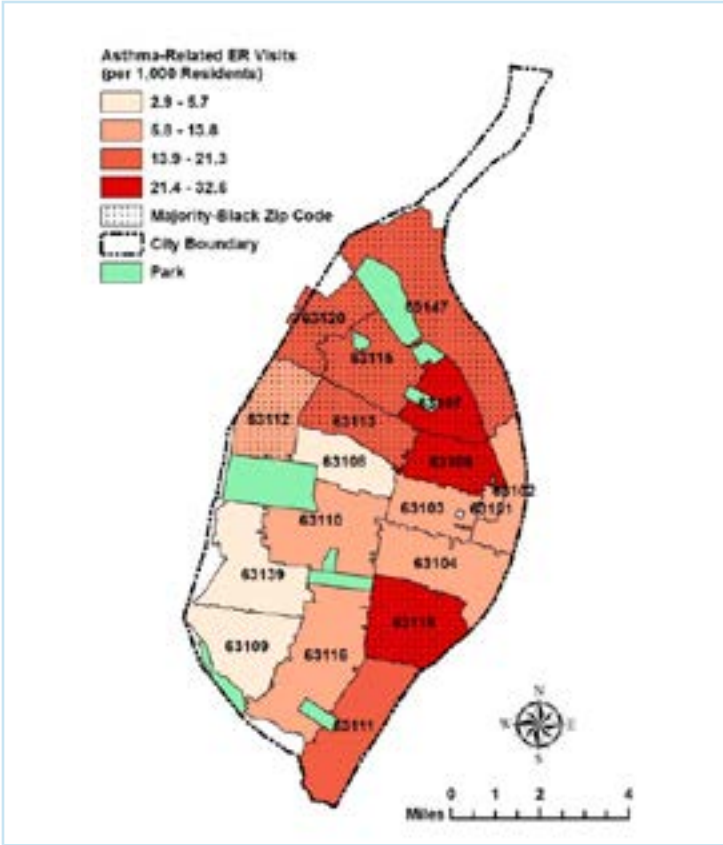 Asthma-Related ER Visits
(per 1,000 Residents)
2.9 - 5.7
5.8 - 13.8
13.9 - 21.3
21.4 - 32.6
Majority-Black Zip Code
City Boundary
Park
63147
63120
63115
63107
63112
63113
63108
63106
63102
63103
63101
63110
63104
63139
63118
63109
63116
63111
N
W
E
S
0 1 2 4
Miles